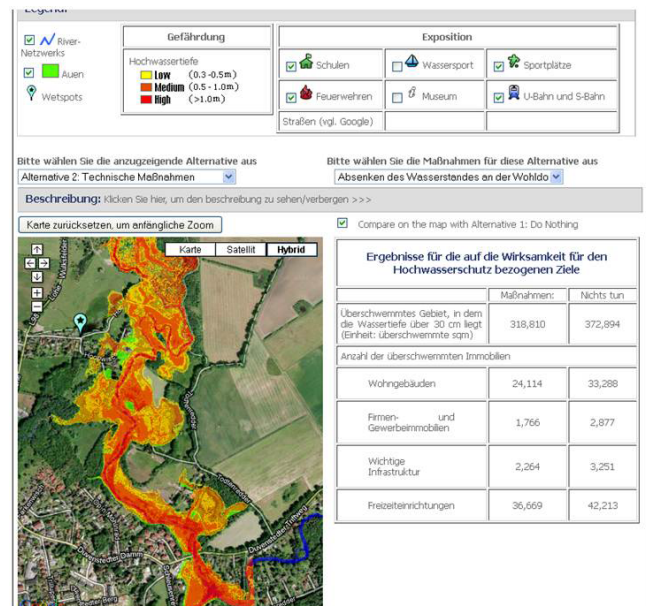 Legend
River-
Netzwerks
Auen
Wetspots
Gefährdung
Hochwassertiefe
Low (0.3 -0.5m)
Medium (0.5 - 1.0m)
High (>1.0m)
Exposition
Schulen
Wassersport
Sportplätze
Feuerwehren
Museum
U-Bahn und S-Bahn
Straßen (vgl. Google)
Bitte wählen Sie die anzugzeigende Alternative aus
Alternative 2: Technische Maßnahmen
Bitte wählen Sie die Maßnahmen für diese Alternative aus
Absenken des Wasserstandes an der Wohldo
Beschreibung: Klicken Sie hier, um den beschreibung zu sehen/verbergen >>>
Karte zurücksetzen, um anfängliche Zoom
Compare on the map with Alternative 1: Do Nothing
Karte
Satellit
Hybrid
Duvenstedter Damm
Duvenstedter Triftweg
Ergebnisse für die auf die Wirksamkeit für den
Hochwasserschutz bezogenen Ziele
Maßnahmen:
Nichts tun
Überschwemmtes Gebiet, in dem
die Wassertiefe über 30 cm liegt
(Einheit: überschwemmte sqm)
318,810
372,894
Anzahl der überschwemmten Immobilien
Wohngebäuden
24,114
33,288
Firmen- und
Gewerbeimmobilien
1,766
2,877
Wichtige
Infrastruktur
2,264
3,251
Freizeiteinrichtungen
36,669
42,213